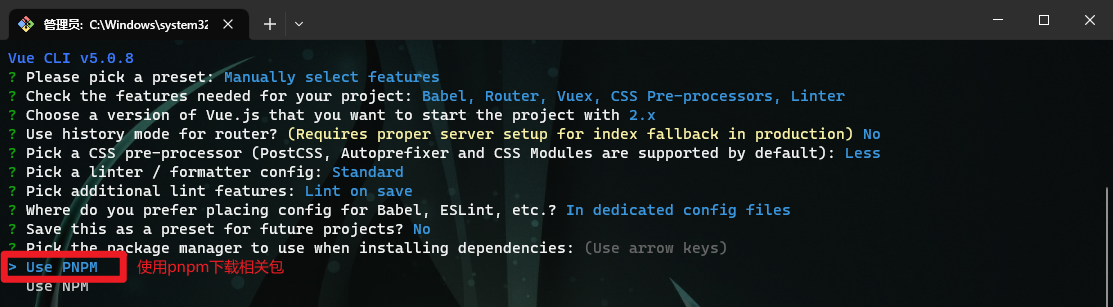 管理员: C:\Windows\system32
Vue CLI v5.0.8
? Please pick a preset: Manually select features
? Check the features needed for your project: Babel, Router, Vuex, CSS Pre-processors, Linter
? Choose a version of Vue.js that you want to start the project with 2.x
? Use history mode for router? (Requires proper server setup for index fallback in production) No
? Pick a CSS pre-processor (PostCSS, Autoprefixer and CSS Modules are supported by default): Less
? Pick a linter / formatter config: Standard
? Pick additional lint features: Lint on save
? Where do you prefer placing config for Babel, ESLint, etc.? In dedicated config files
? Save this as a preset for future projects? No
? Pick the package manager to use when installing dependencies: (Use arrow keys)
> Use PNPM 使用pnpm下载相关包
Use NPM